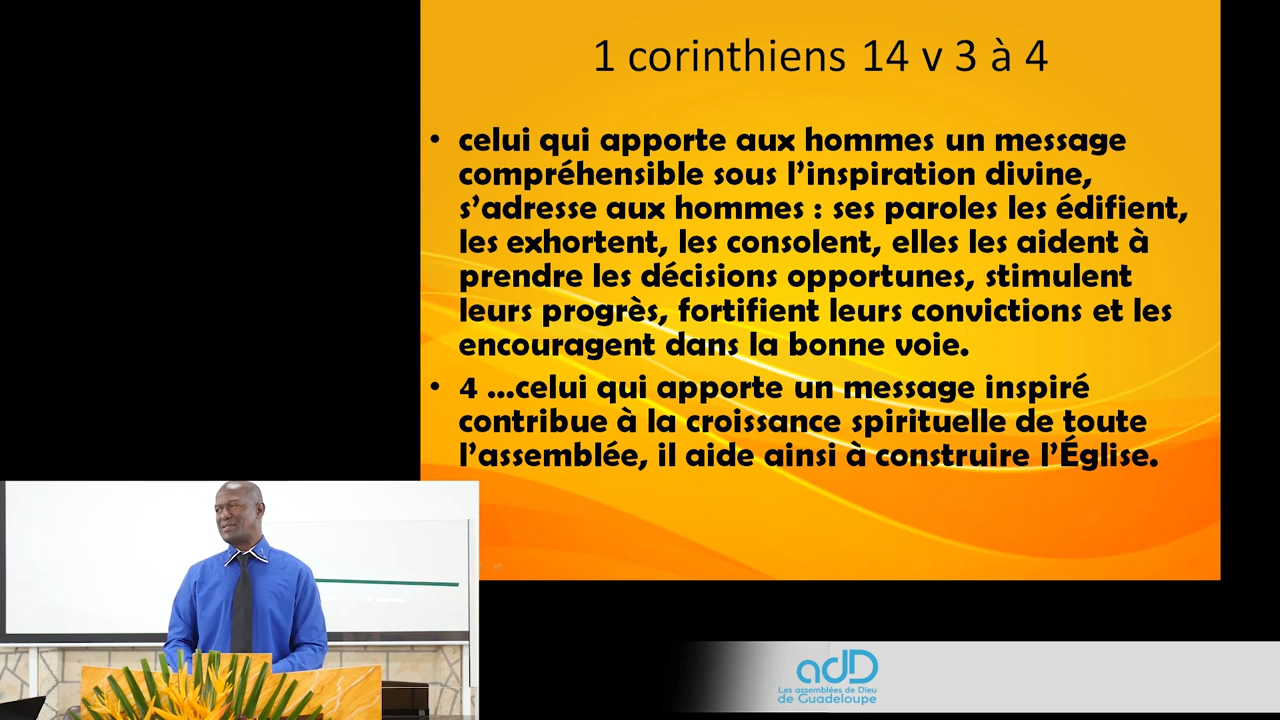 1 corinthiens 14 v 3 à 4
• celui qui apporte aux hommes un message
compréhensible sous l’inspiration divine,
s’adresse aux hommes : ses paroles les édifient,
les exhortent, les consolent, elles les aident à
prendre les décisions opportunes, stimulent
leurs progrès, fortifient leurs convictions et les
encouragent dans la bonne voie.
• 4 ...celui qui apporte un message inspiré
contribue à la croissance spirituelle de toute
l’assemblée, il aide ainsi à construire l’Église.
add
Les assemblées de Dieu
de Guadeloupe